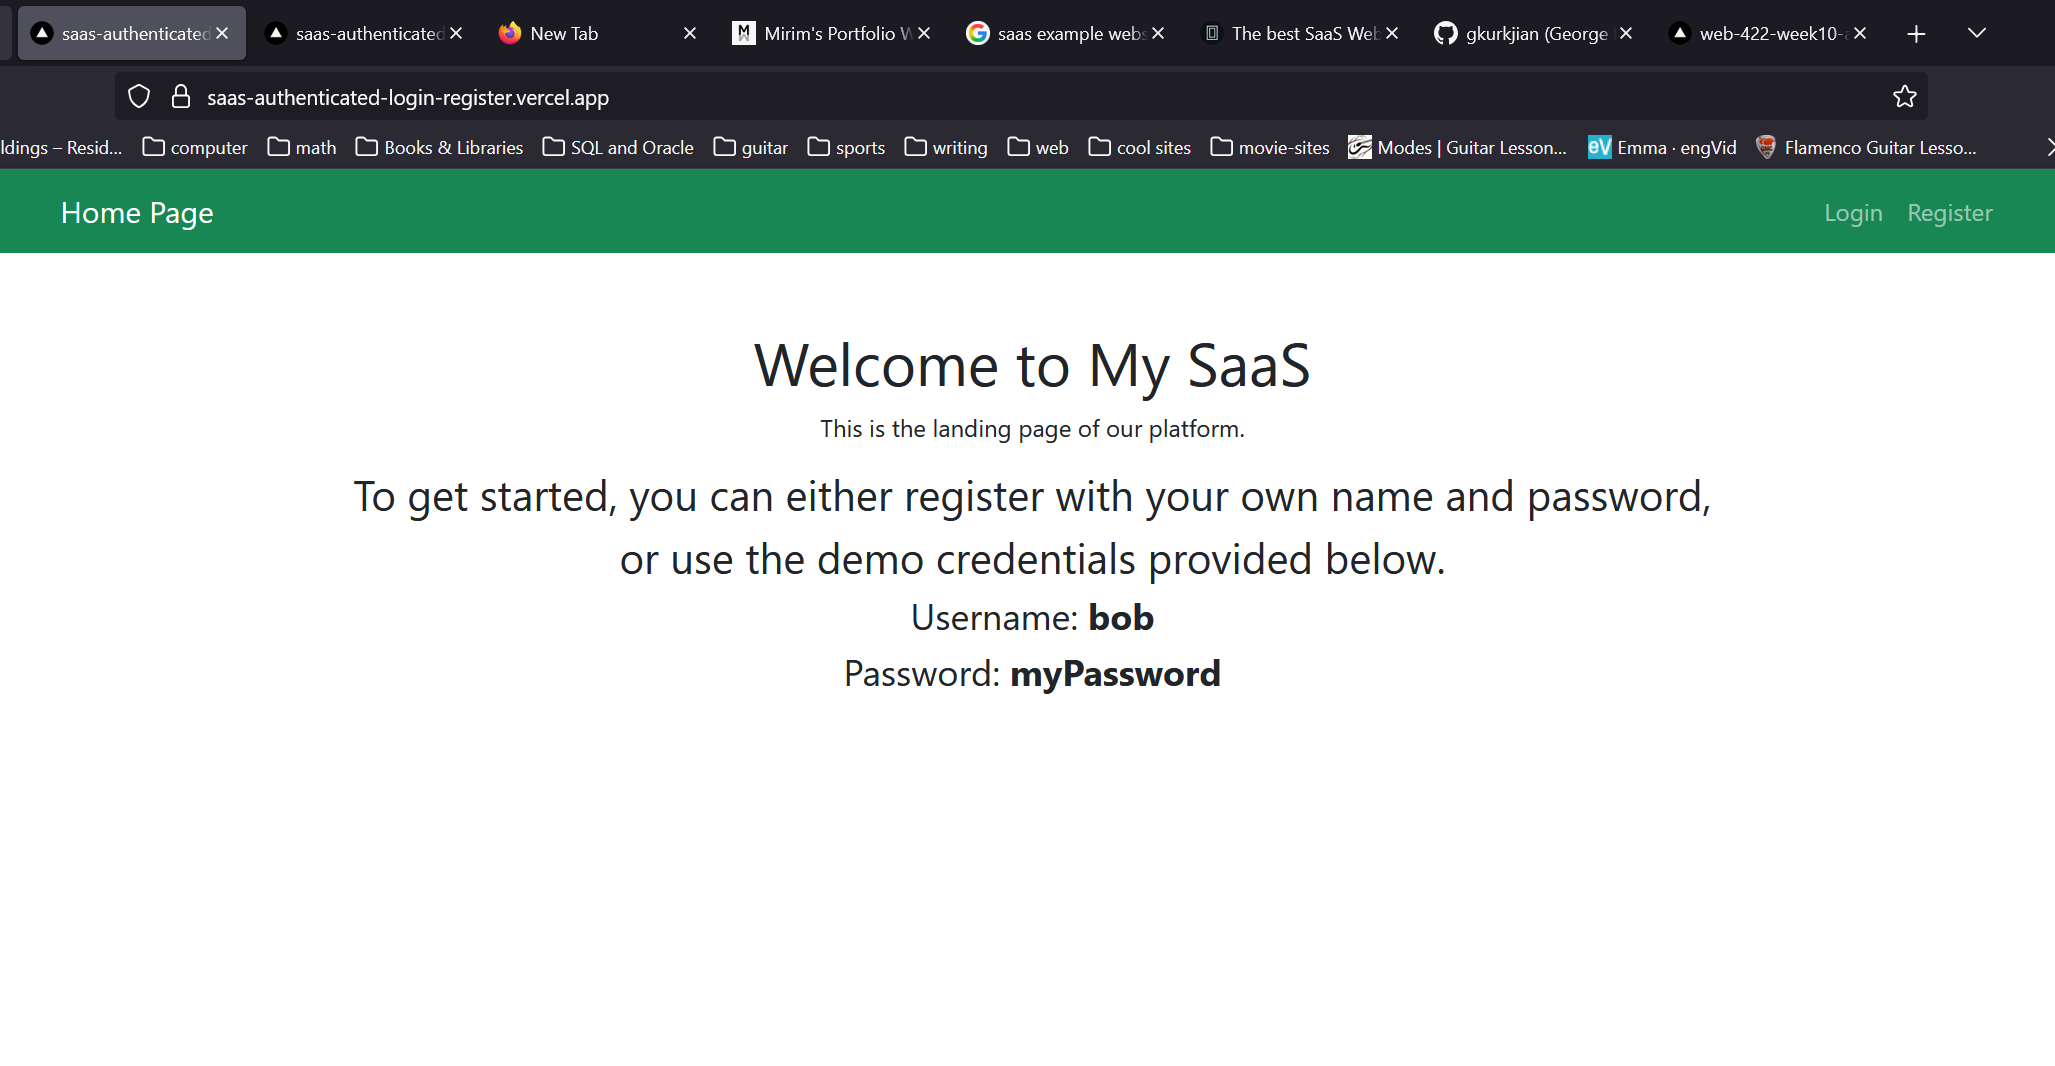 saas-authenticated
saas-authenticated
New Tab
Mirim's Portfolio W
saas example webs
The best SaaS Web
gkurkjian (George
web-422-week10-a
saas-authenticated-login-register.vercel.app
ldings – Resid...
computer
math
Books & Libraries
SQL and Oracle
guitar
sports
writing
web
cool sites
movie-sites
Modes | Guitar Lesson...
eV Emma · engVid
Flamenco Guitar Lesso...
Home Page
Login
Register
Welcome to My SaaS
This is the landing page of our platform.
To get started, you can either register with your own name and password,
or use the demo credentials provided below.
Username: bob
Password: myPassword